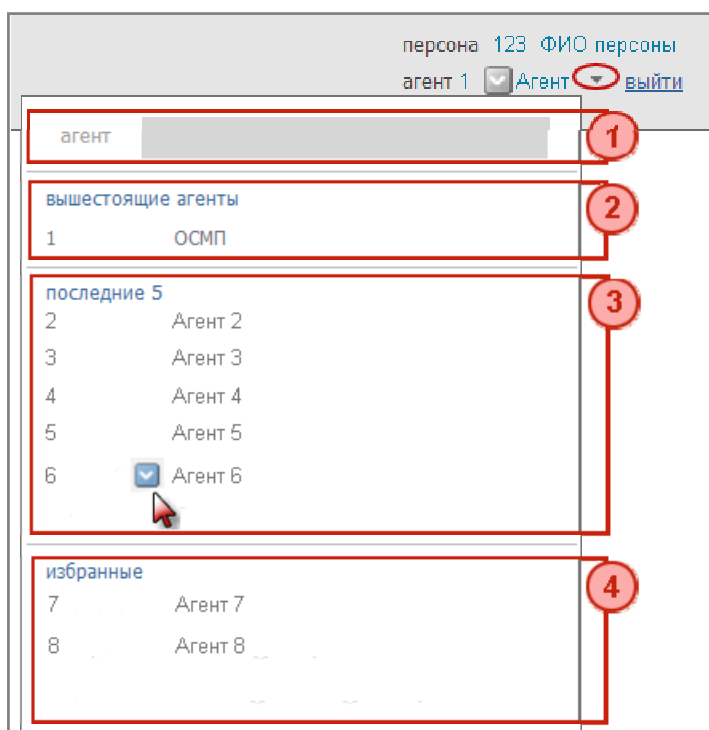 персона 123 ФИО персоны
агент 1 Агент выйти
агент
1
вышестоящие агенты
2
1 ОСМП
последние 5
3
2 Агент 2
3 Агент 3
4 Агент 4
5 Агент 5
6 Агент 6
избранные
4
7 Агент 7
8 Агент 8